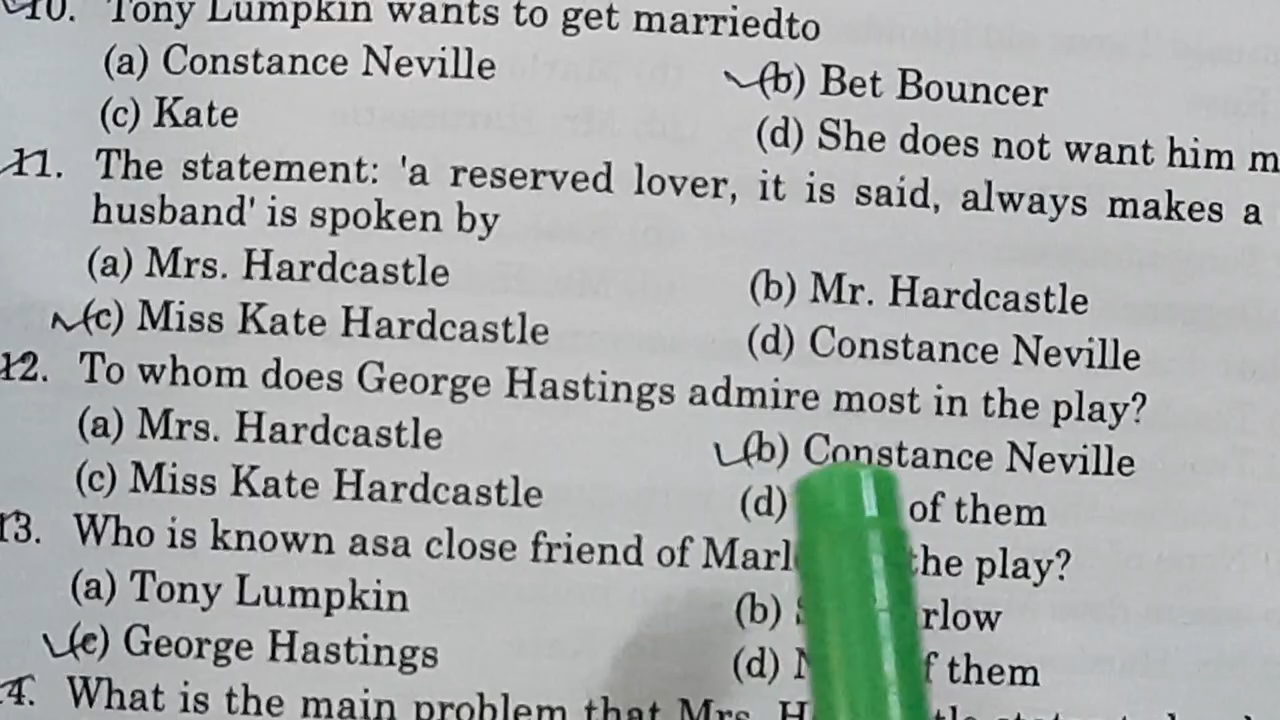 10. Tony Lumpkin wants to get marriedto
(a) Constance Neville (b) Bet Bouncer
(c) Kate (d) She does not want him m
11. The statement: 'a reserved lover, it is said, always makes a
husband' is spoken by
(a) Mrs. Hardcastle (b) Mr. Hardcastle
(c) Miss Kate Hardcastle (d) Constance Neville
12. To whom does George Hastings admire most in the play?
(a) Mrs. Hardcastle (b) Constance Neville
(c) Miss Kate Hardcastle (d) of them
13. Who is known asa close friend of Marl the play?
(a) Tony Lumpkin (b) rlow
(c) George Hastings (d) f them
4. What is the main problem that Mrs. H